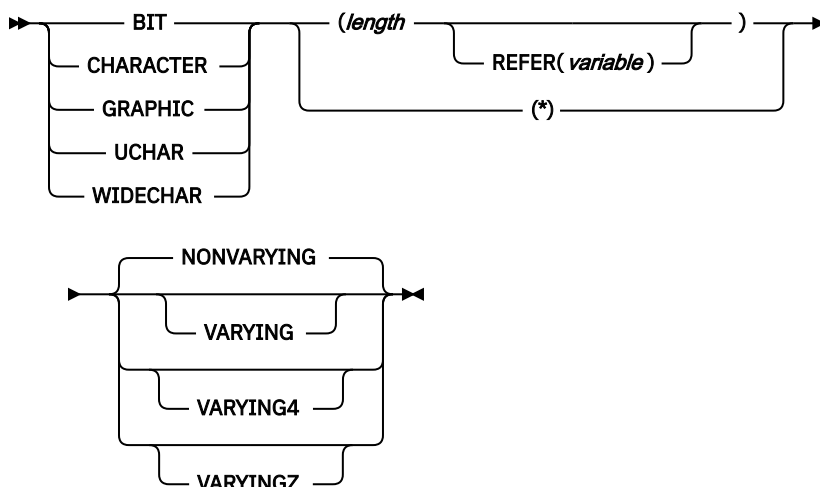 BIT (length )
CHARACTER REFER( variable )
GRAPHIC (*)
UCHAR
WIDECHAR
NONVARYING
VARYING
VARYING4
VARYINGZ